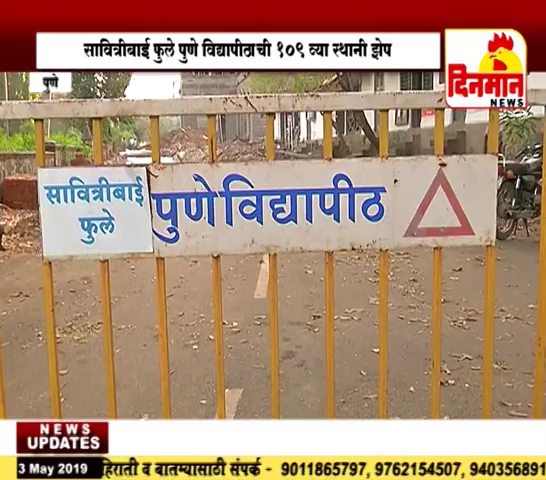 सावित्रीबाई फुले पुणे विद्यापीठाची १०९ व्या स्थानी झेप
दिनमान
NEWS
पुणे
सावित्रीबाई
फुले
पुणे विद्यापीठ
NEWS
UPDATES
3 May 2019
हिराती व बातम्यासाठी संपर्क - 9011865797, 9762154507, 940356891